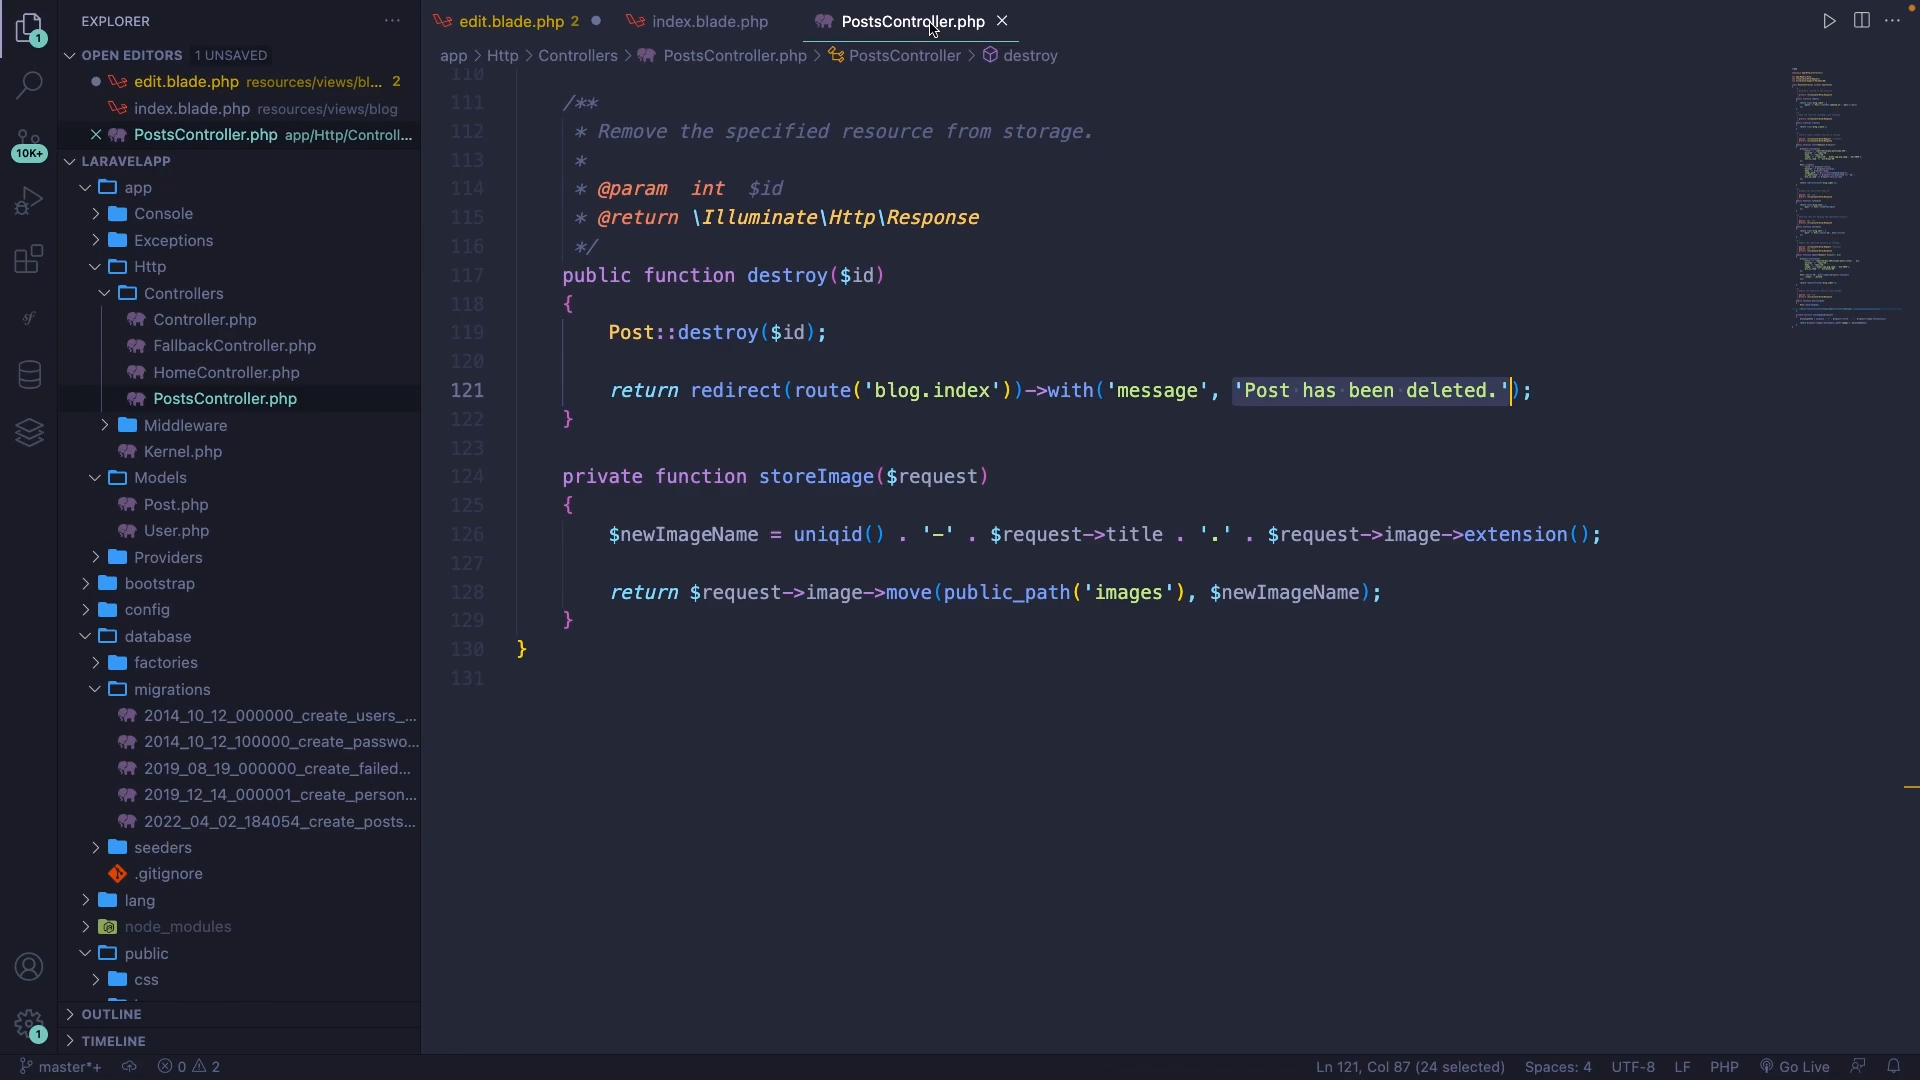 EXPLORER
OPEN EDITORS 1 UNSAVED
edit.blade.php resources/views/bl... 2
index.blade.php resources/views/blog
PostsController.php app/Http/Controll...
LARAVELAPP
app
Console
Exceptions
Http
Controllers
Controller.php
FallbackController.php
HomeController.php
PostsController.php
Middleware
Kernel.php
Models
Post.php
User.php
Providers
bootstrap
config
database
factories
migrations
2014_10_12_000000_create_users_...
2014_10_12_100000_create_passwo...
2019_08_19_000000_create_failed...
2019_12_14_000001_create_person...
2022_04_02_184054_create_posts...
seeders
.gitignore
lang
node_modules
public
css
OUTLINE
TIMELINE
1
10K+
sf
1
edit.blade.php 2
index.blade.php
PostsController.php
app > Http > Controllers > PostsController.php > PostsController > destroy
110
111 /**
112 * Remove the specified resource from storage.
113 *
114 * @param int $id
115 * @return \Illuminate\Http\Response
116 */
117 public function destroy($id)
118 {
119 Post::destroy($id);
120
121 return redirect(route('blog.index'))->with('message', 'Post has been deleted.');
122 }
123
124 private function storeImage($request)
125 {
126 $newImageName = uniqid() . '-' . $request->title . '.' . $request->image->extension();
127
128 return $request->image->move(public_path('images'), $newImageName);
129 }
130 }
131
master*+ 0 2
Ln 121, Col 87 (24 selected) Spaces: 4 UTF-8 LF PHP Go Live